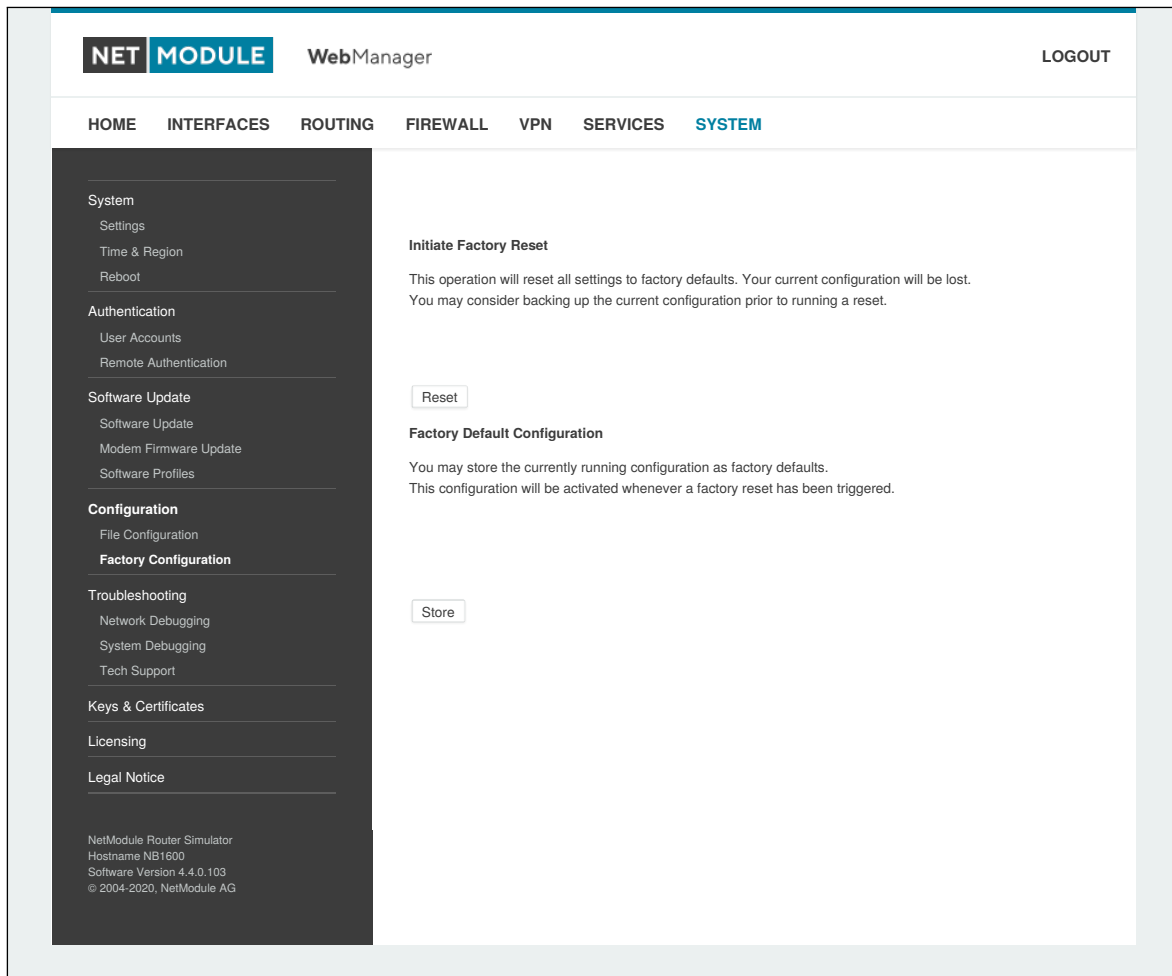 NET MODULE WebManager LOGOUT
HOME INTERFACES ROUTING FIREWALL VPN SERVICES SYSTEM
System
Settings
Time & Region
Reboot
Authentication
User Accounts
Remote Authentication
Software Update
Software Update
Modem Firmware Update
Software Profiles
Configuration
File Configuration
Factory Configuration
Troubleshooting
Network Debugging
System Debugging
Tech Support
Keys & Certificates
Licensing
Legal Notice
NetModule Router Simulator
Hostname NB1600
Software Version 4.4.0.103
© 2004-2020, NetModule AG
Initiate Factory Reset
This operation will reset all settings to factory defaults. Your current configuration will be lost.
You may consider backing up the current configuration prior to running a reset.
Reset
Factory Default Configuration
You may store the currently running configuration as factory defaults.
This configuration will be activated whenever a factory reset has been triggered.
Store